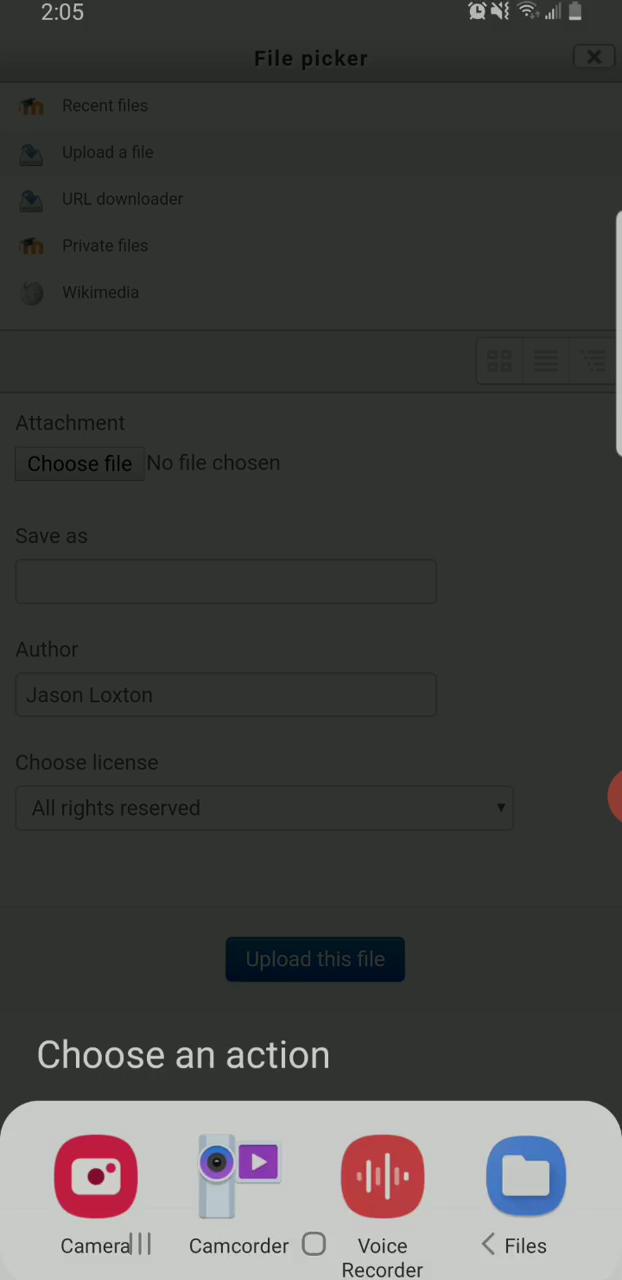 2:05
File picker
Recent files
Upload a file
URL downloader
Private files
Wikimedia
Attachment
Choose file No file chosen
Save as
Author
Jason Loxton
Choose license
All rights reserved
Upload this file
Choose an action
Camera Camcorder Voice Recorder Files